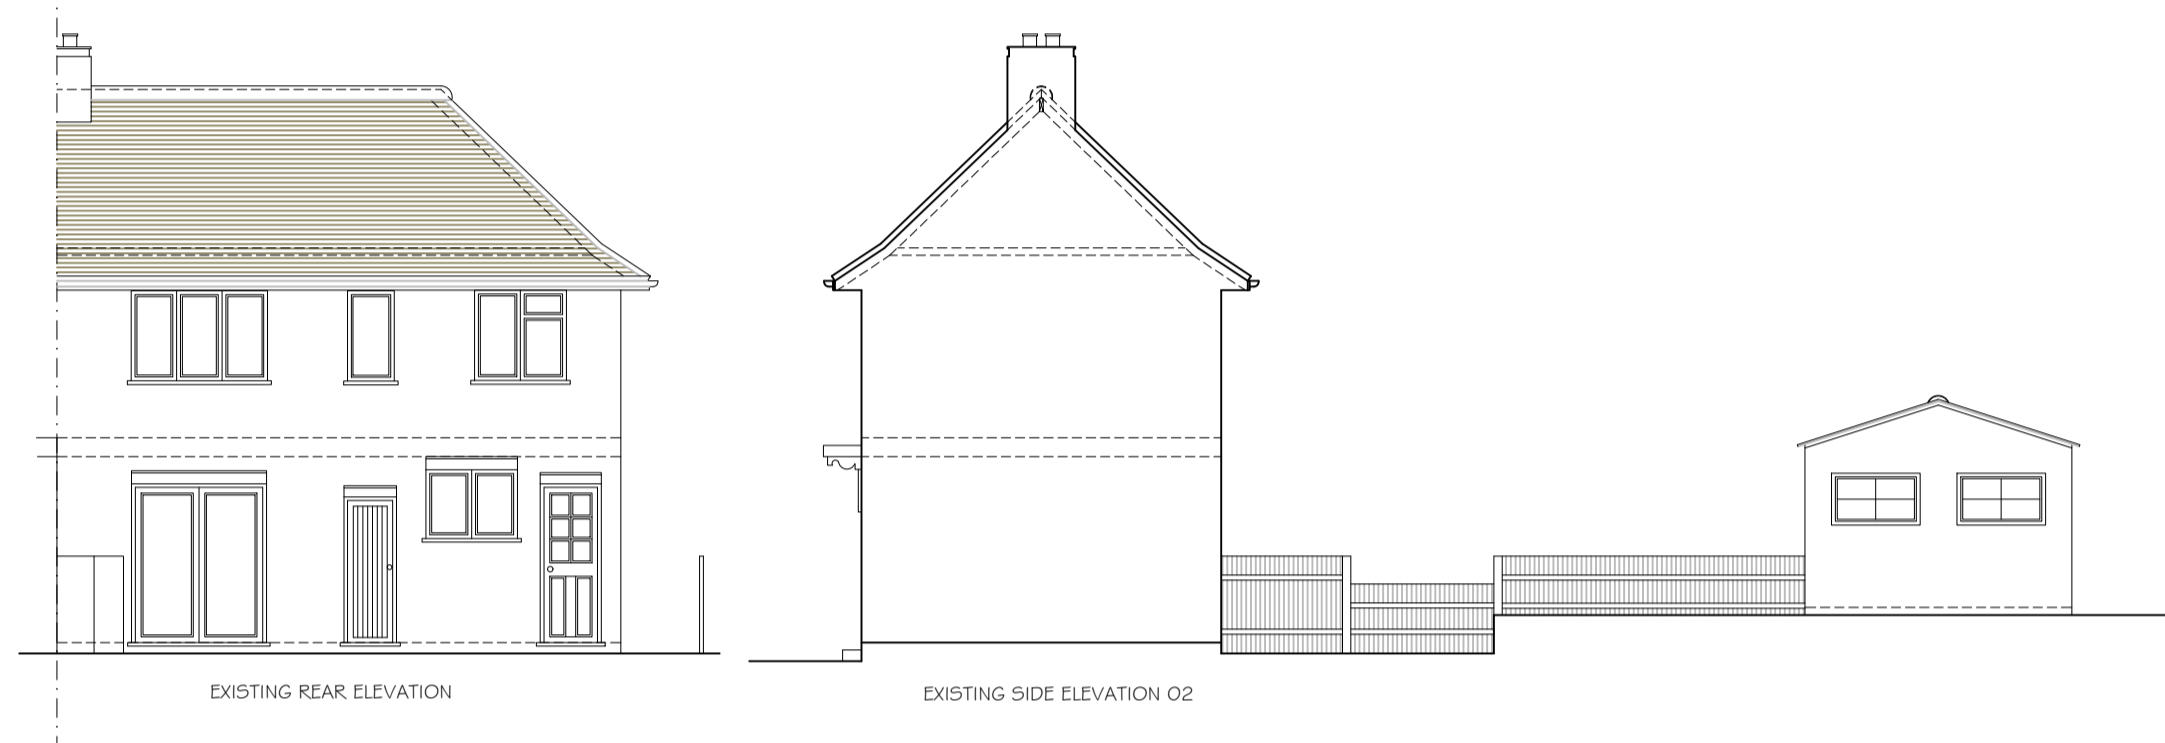 EXISTING REAR ELEVATION
EXISTING SIDE ELEVATION 02